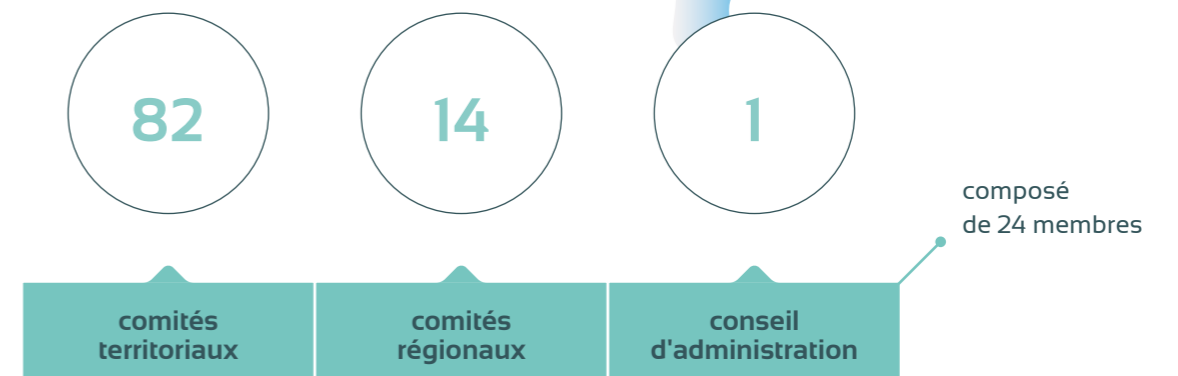 82
14
1
composé
de 24 membres
comités
territoriaux
comités
régionaux
conseil
d'administration